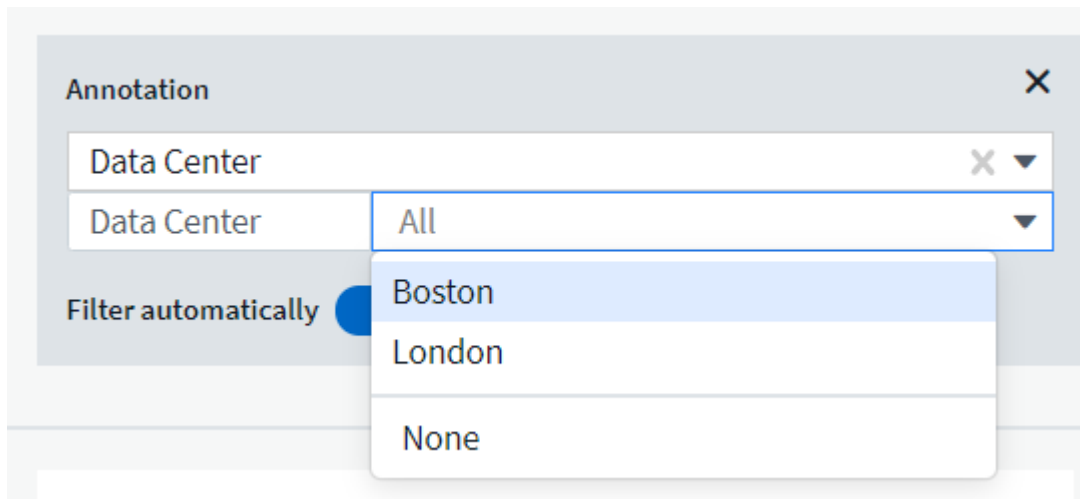 Annotation
Data Center
Data Center All
Boston
Filter automatically
London
None